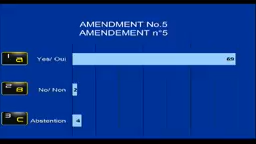 AMENDMENT No.5
AMENDEMENT n°5
1 a Yes/ Oui 69
2 B No/ Non 2
3 C Abstention 4